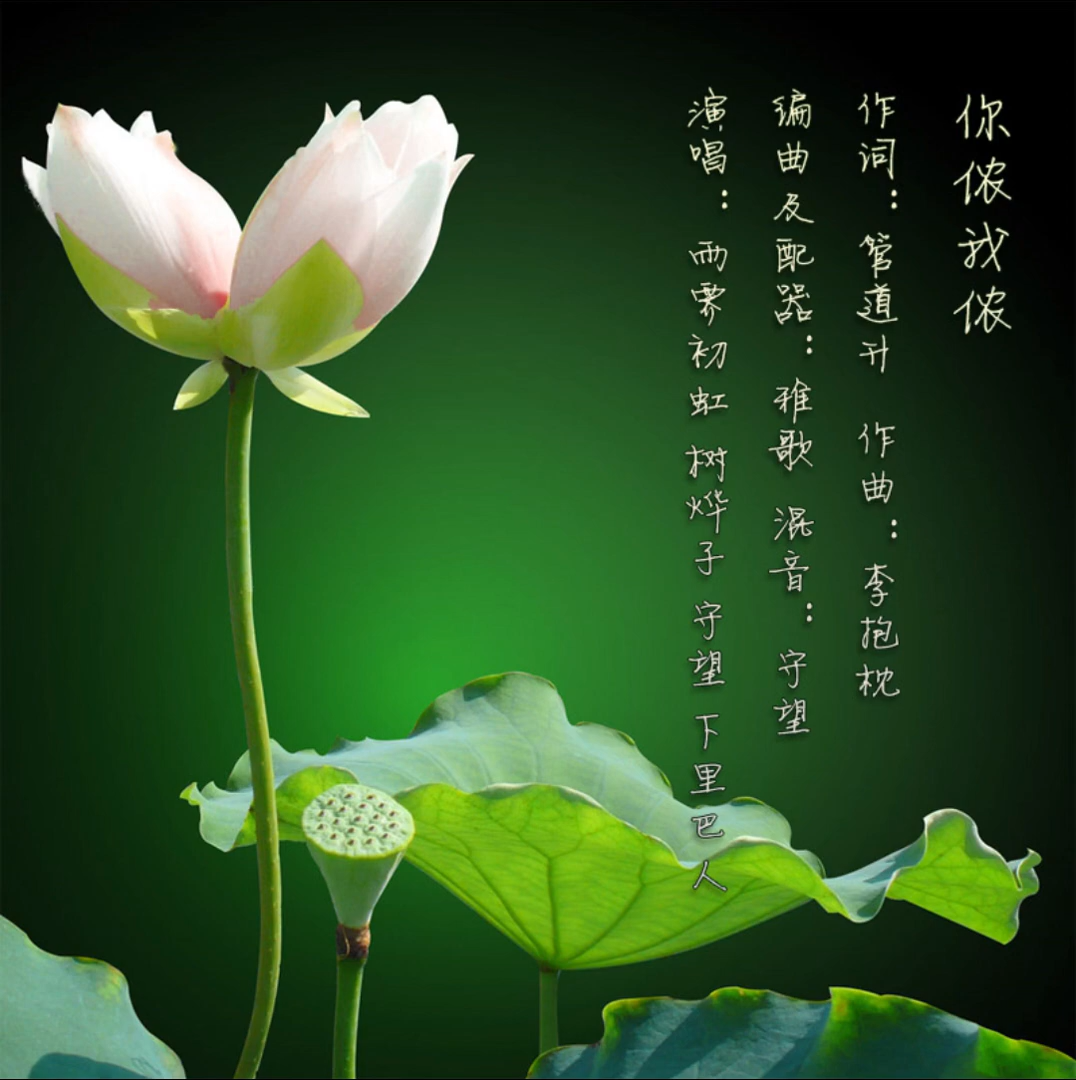 你侬我侬
作词：管道升 作曲：李抱枕
编曲及配器：雅歌 混音：守望
演唱：雨霁初虹 树烨子 守望 下里巴人